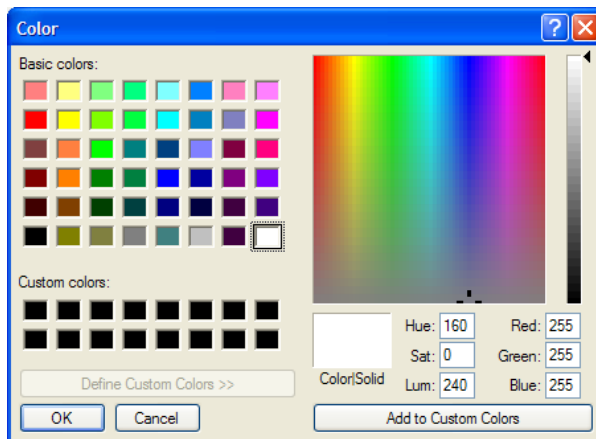 Color
Basic colors:
Custom colors:
Define Custom Colors >>
OK Cancel
Hue: 160 Red: 255
Sat: 0 Green: 255
Color|Solid Lum: 240 Blue: 255
Add to Custom Colors